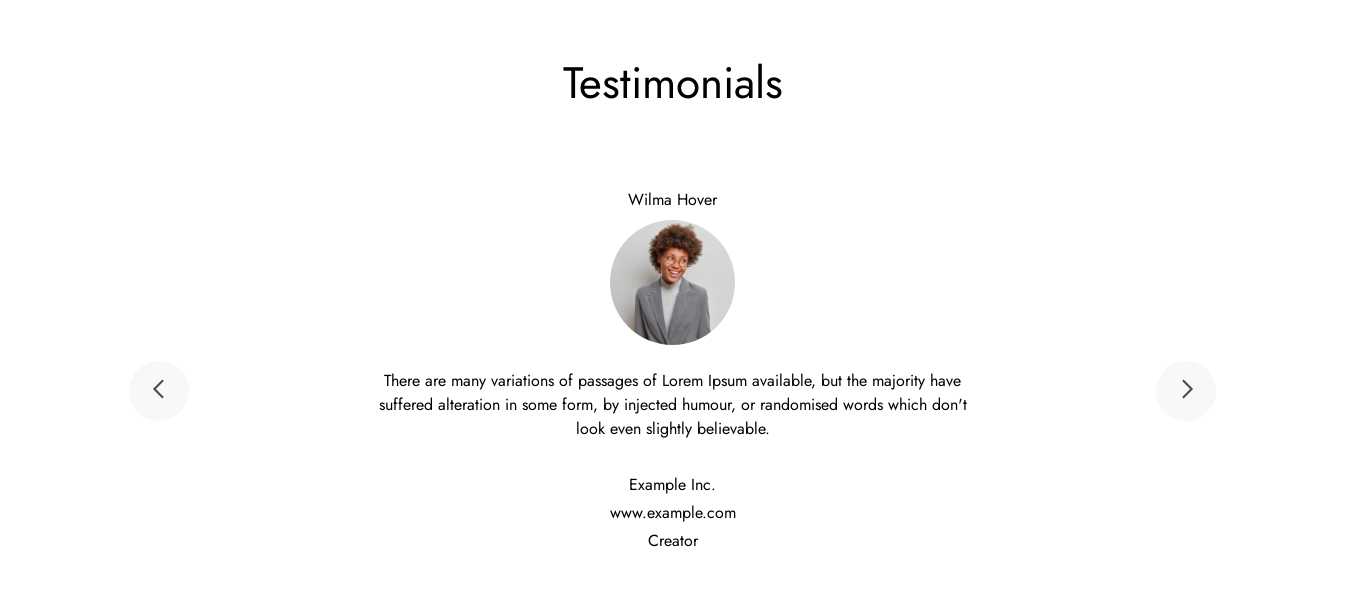 Testimonials
Wilma Hover
There are many variations of passages of Lorem Ipsum available, but the majority have
suffered alteration in some form, by injected humour, or randomised words which don't
look even slightly believable.
Example Inc.
www.example.com
Creator